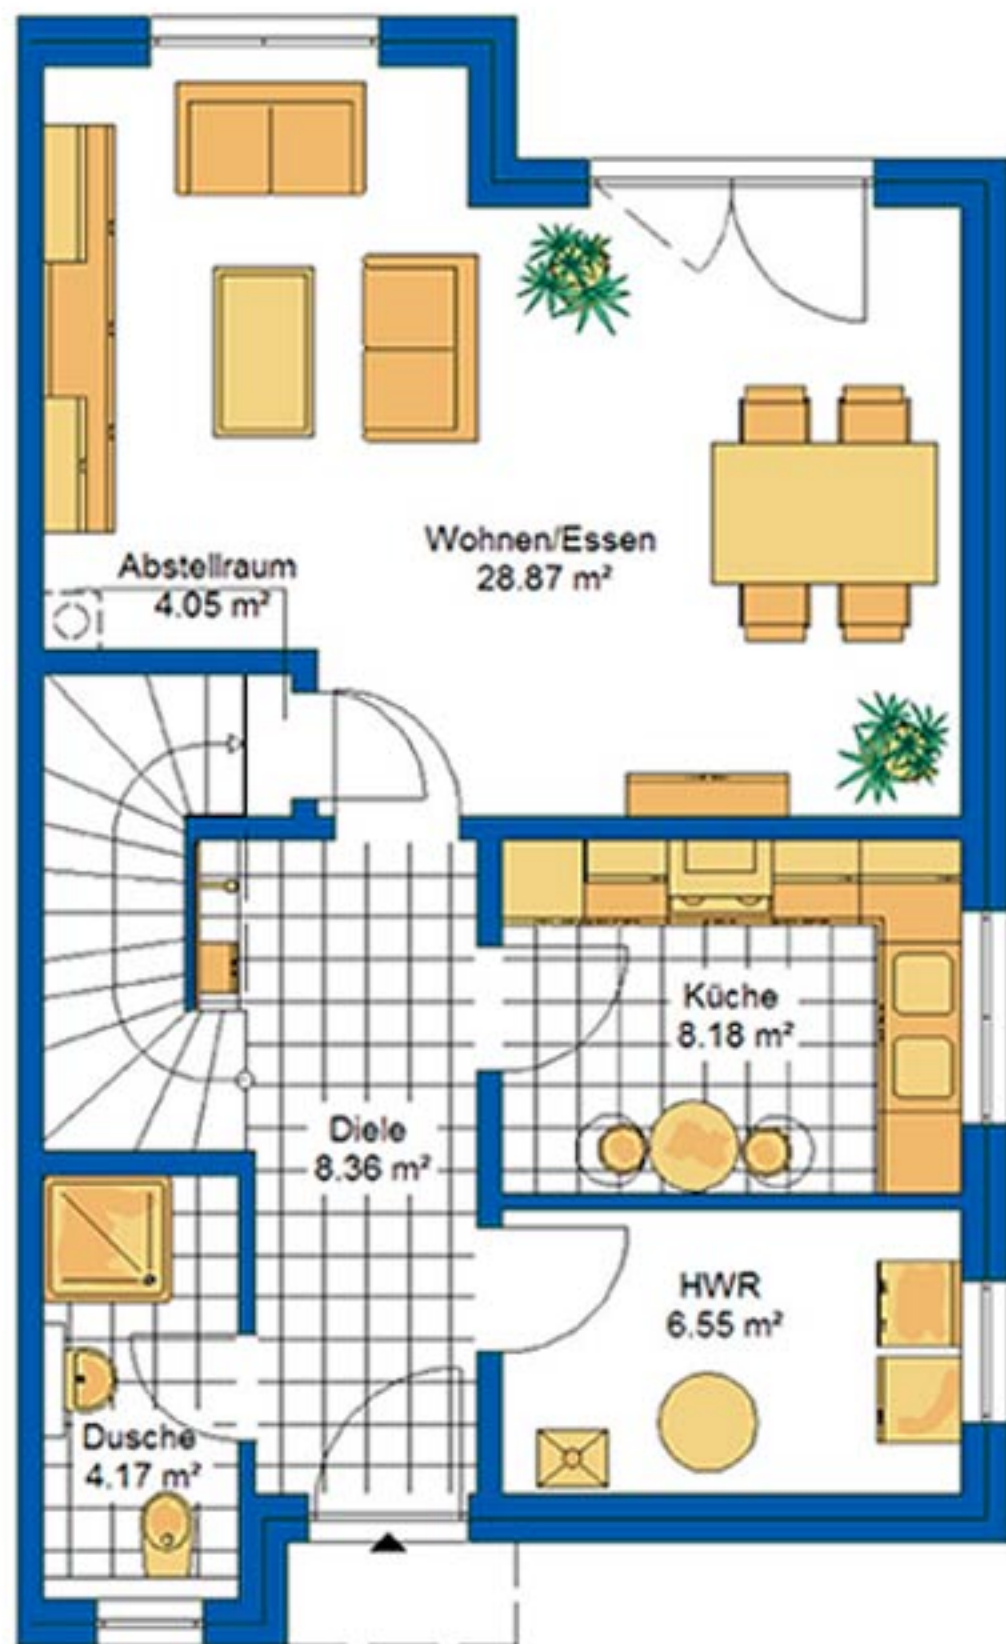 Wohnen/Essen
28.87 m²
Abstellraum
4.05 m²
Küche
8.18 m²
Diele
8.36 m²
HWR
6.55 m²
Dusche
4.17 m²